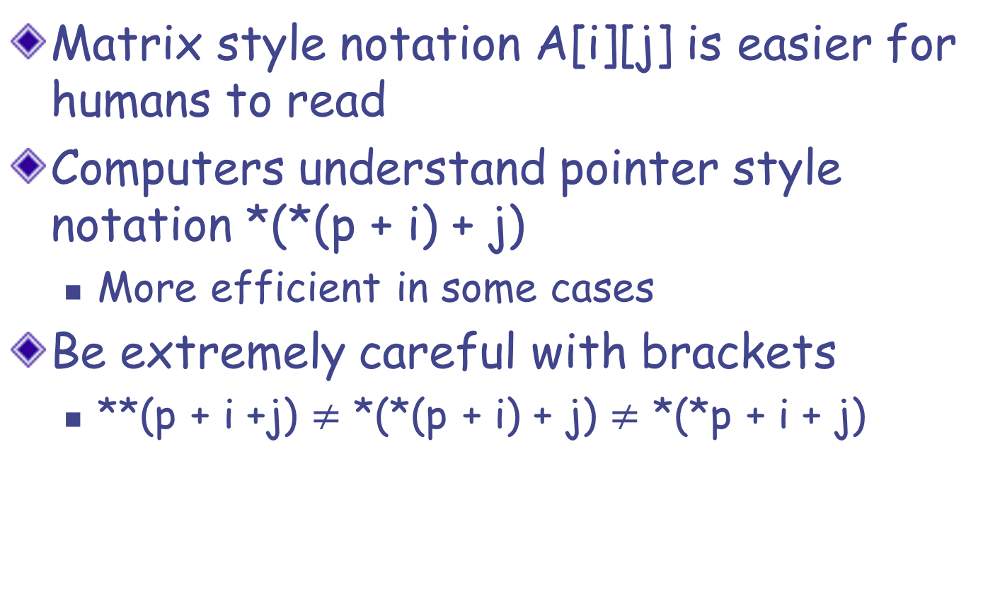 Matrix style notation A[i][j] is easier for
humans to read
Computers understand pointer style
notation *(*(p + i) + j)
More efficient in some cases
Be extremely careful with brackets
**(p + i +j) ≠ *(*(p + i) + j) ≠ *(*p + i + j)